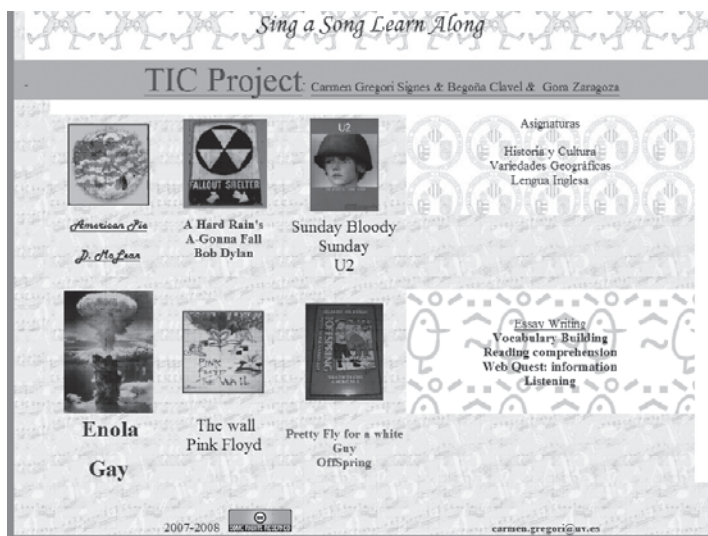 Sing a Song Learn Along
TIC Project: Carmen Gregori Signes & Begoña Clavel & Gora Zaragoza
FALLOUT SHELTER
U2
American Pie
D. McLean
A Hard Rain's
A-Gonna Fall
Bob Dylan
Sunday Bloody
Sunday
U2
Asignaturas
Historia y Cultura
Variedades Geográficas
Lengua Inglesa
Enola
Gay
The wall
Pink Floyd
Pretty Fly for a white
Guy
OffSpring
Essay Writing
Vocabulary Building
Reading comprehension
Web Quest: information
Listening
2007-2008
SOME RIGHTS RESERVED
carmen.gregori@uv.es